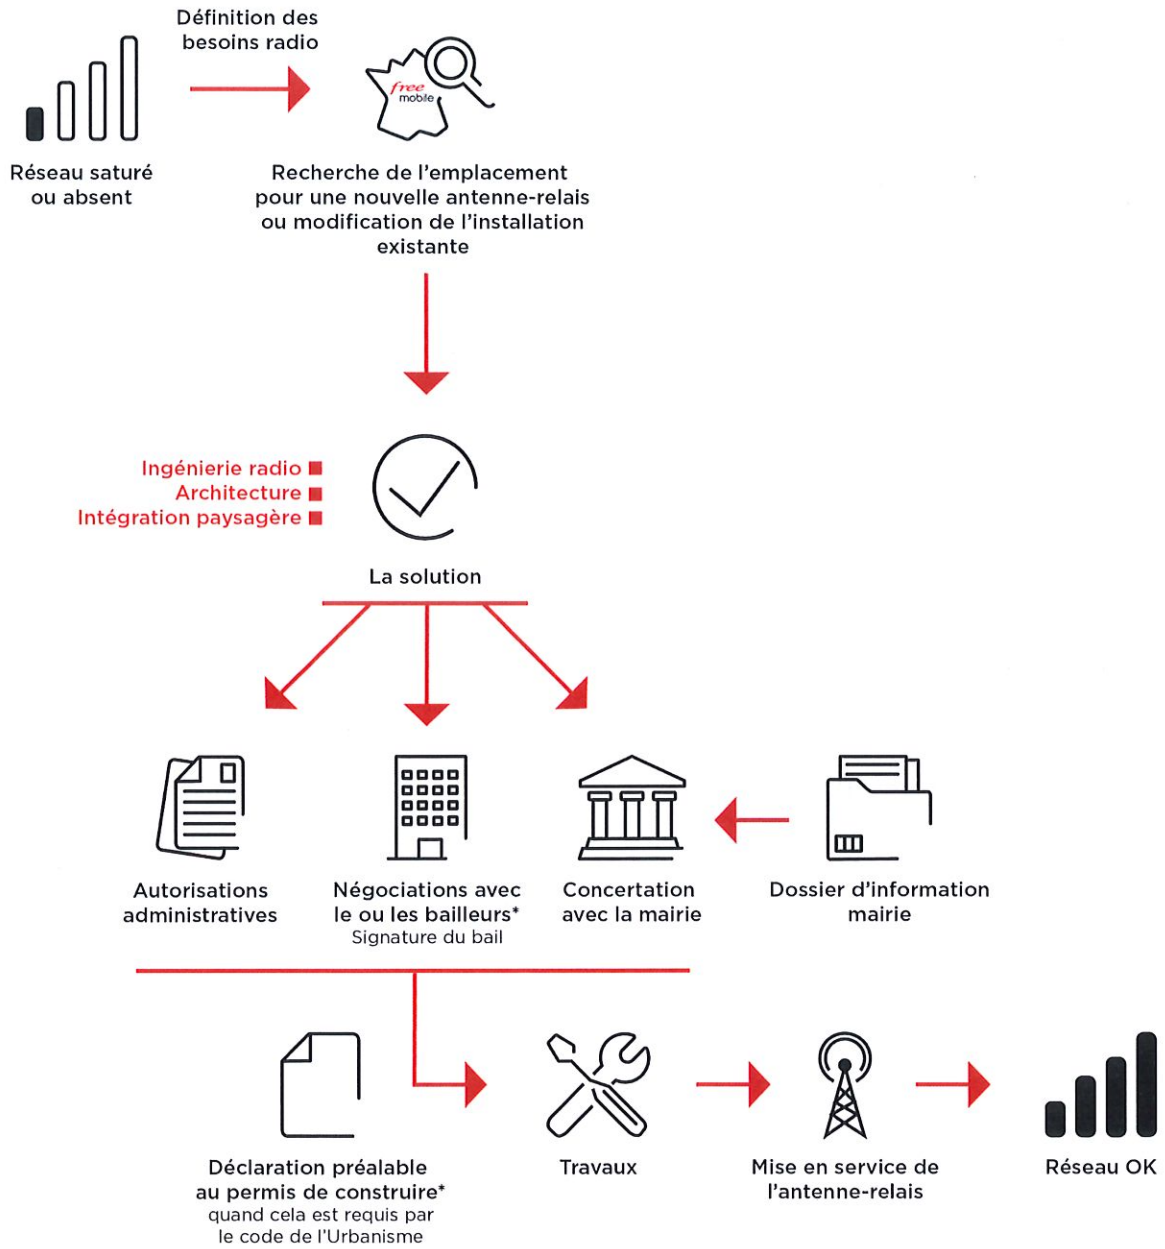 Définition des
besoins radio
free
mobile
Réseau saturé
ou absent
Recherche de l'emplacement
pour une nouvelle antenne-relais
ou modification de l'installation
existante
Ingénierie radio
Architecture
Intégration paysagère
La solution
Autorisations
administratives
Négociations avec
le ou les bailleurs*
Signature du bail
Concertation
avec la mairie
Dossier d'information
mairie
Déclaration préalable
au permis de construire*
quand cela est requis par
le code de l'Urbanisme
Travaux
Mise en service de
l'antenne-relais
Réseau OK